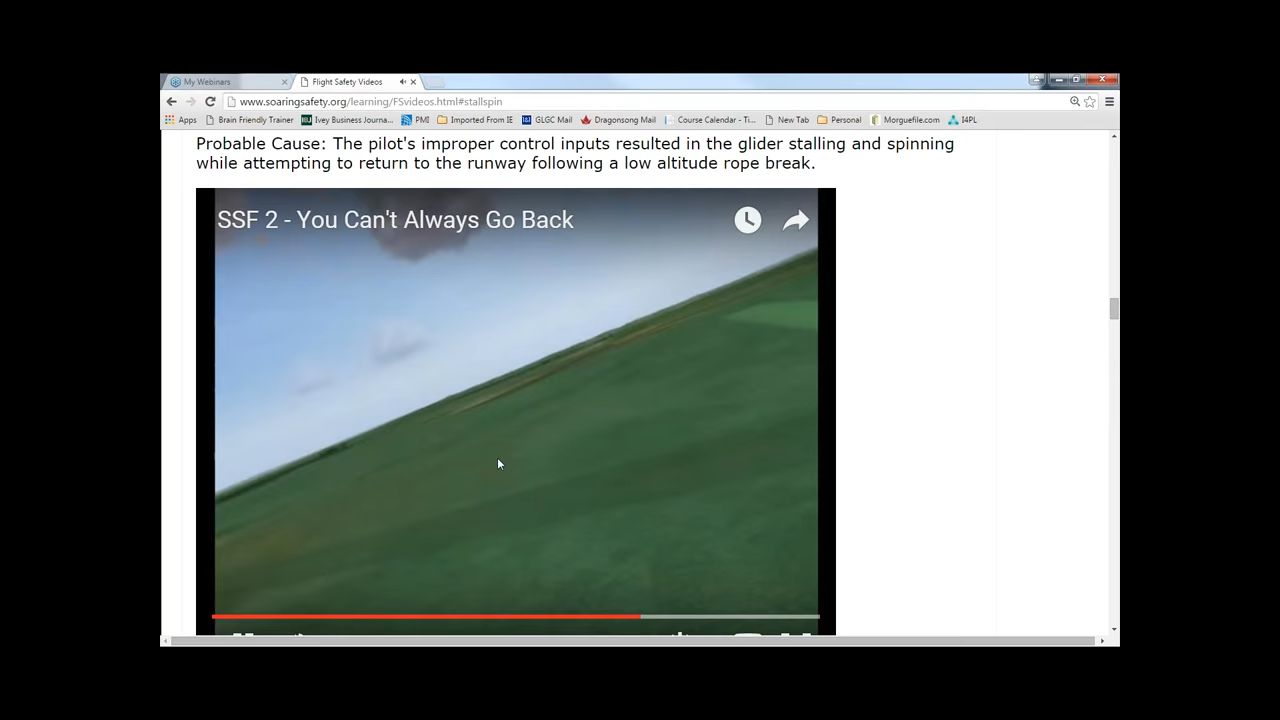 My Webinars
Flight Safety Videos
www.soaringsafety.org/learning/FSvideos.html#stallspin
Apps Brain Friendly Trainer Ivey Business Journa... PMI Imported From IE GLGC Mail Dragonsong Mail Course Calendar - Ti... New Tab Personal Morguefile.com I4PL
Probable Cause: The pilot's improper control inputs resulted in the glider stalling and spinning
while attempting to return to the runway following a low altitude rope break.
SSF 2 - You Can't Always Go Back